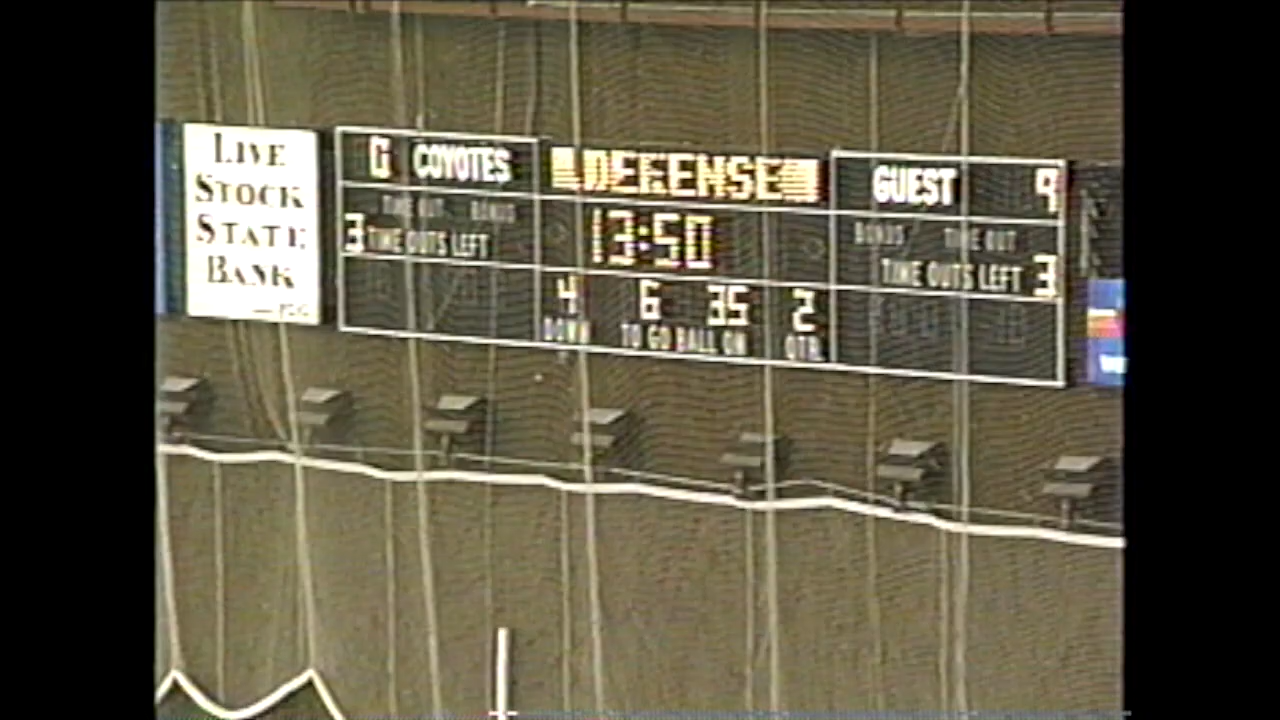 LIVE
STOCK
STATE
BANK
0 COYOTES
DEFENSE
GUEST 9
TIME OUT BONUS
3 TIME OUTS LEFT
13:50
BONUS TIME OUT
TIME OUTS LEFT 3
4 6 35 2
DOWN TO GO BALL ON QTR